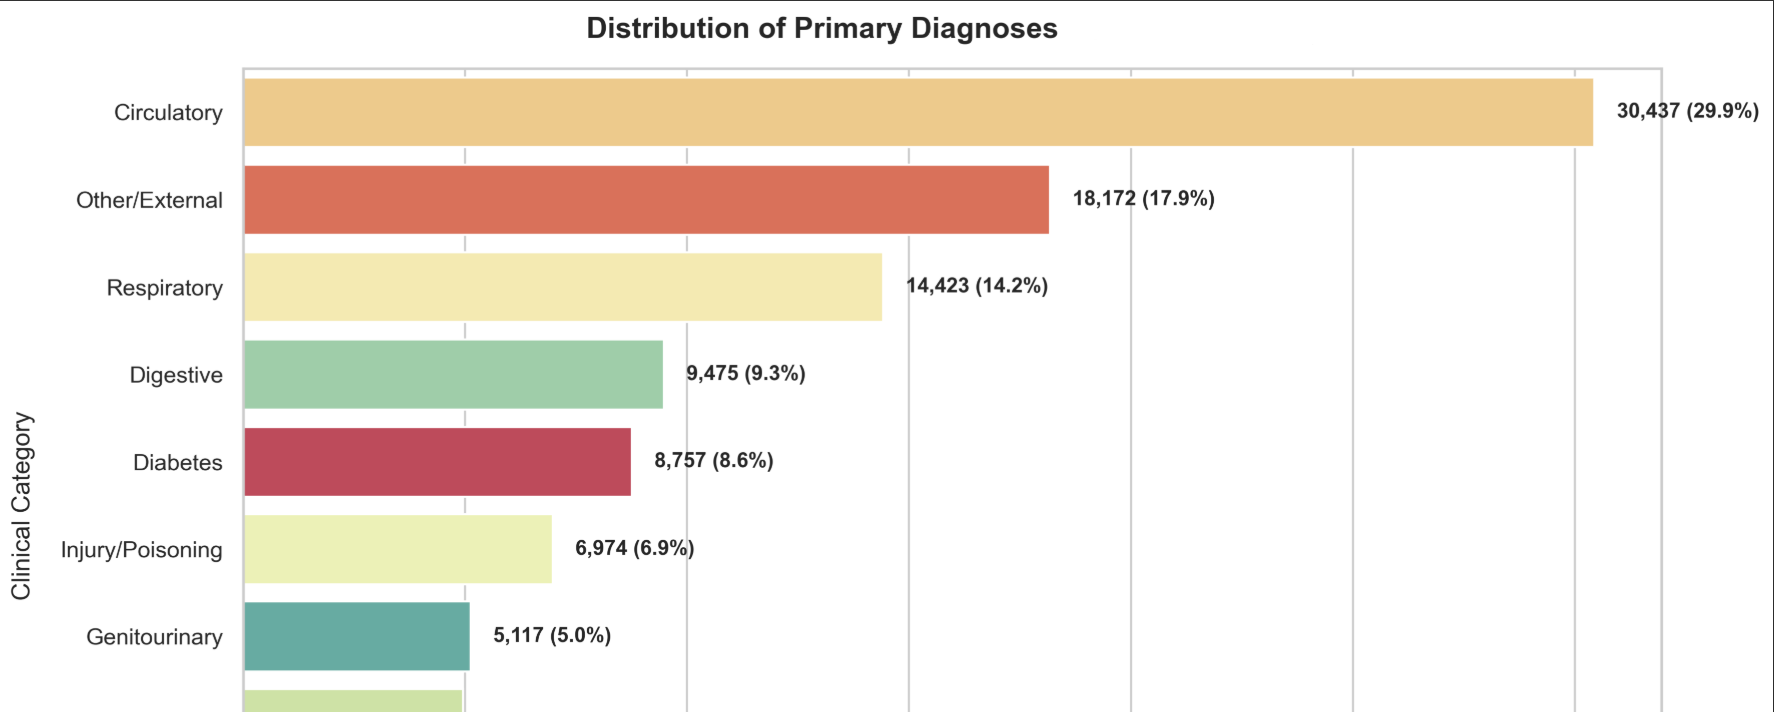 Distribution of Primary Diagnoses
Circulatory
30,437 (29.9%)
Other/External
18,172 (17.9%)
Respiratory
14,423 (14.2%)
Digestive
9,475 (9.3%)
Diabetes
8,757 (8.6%)
Injury/Poisoning
6,974 (6.9%)
Genitourinary
5,117 (5.0%)
Clinical Category